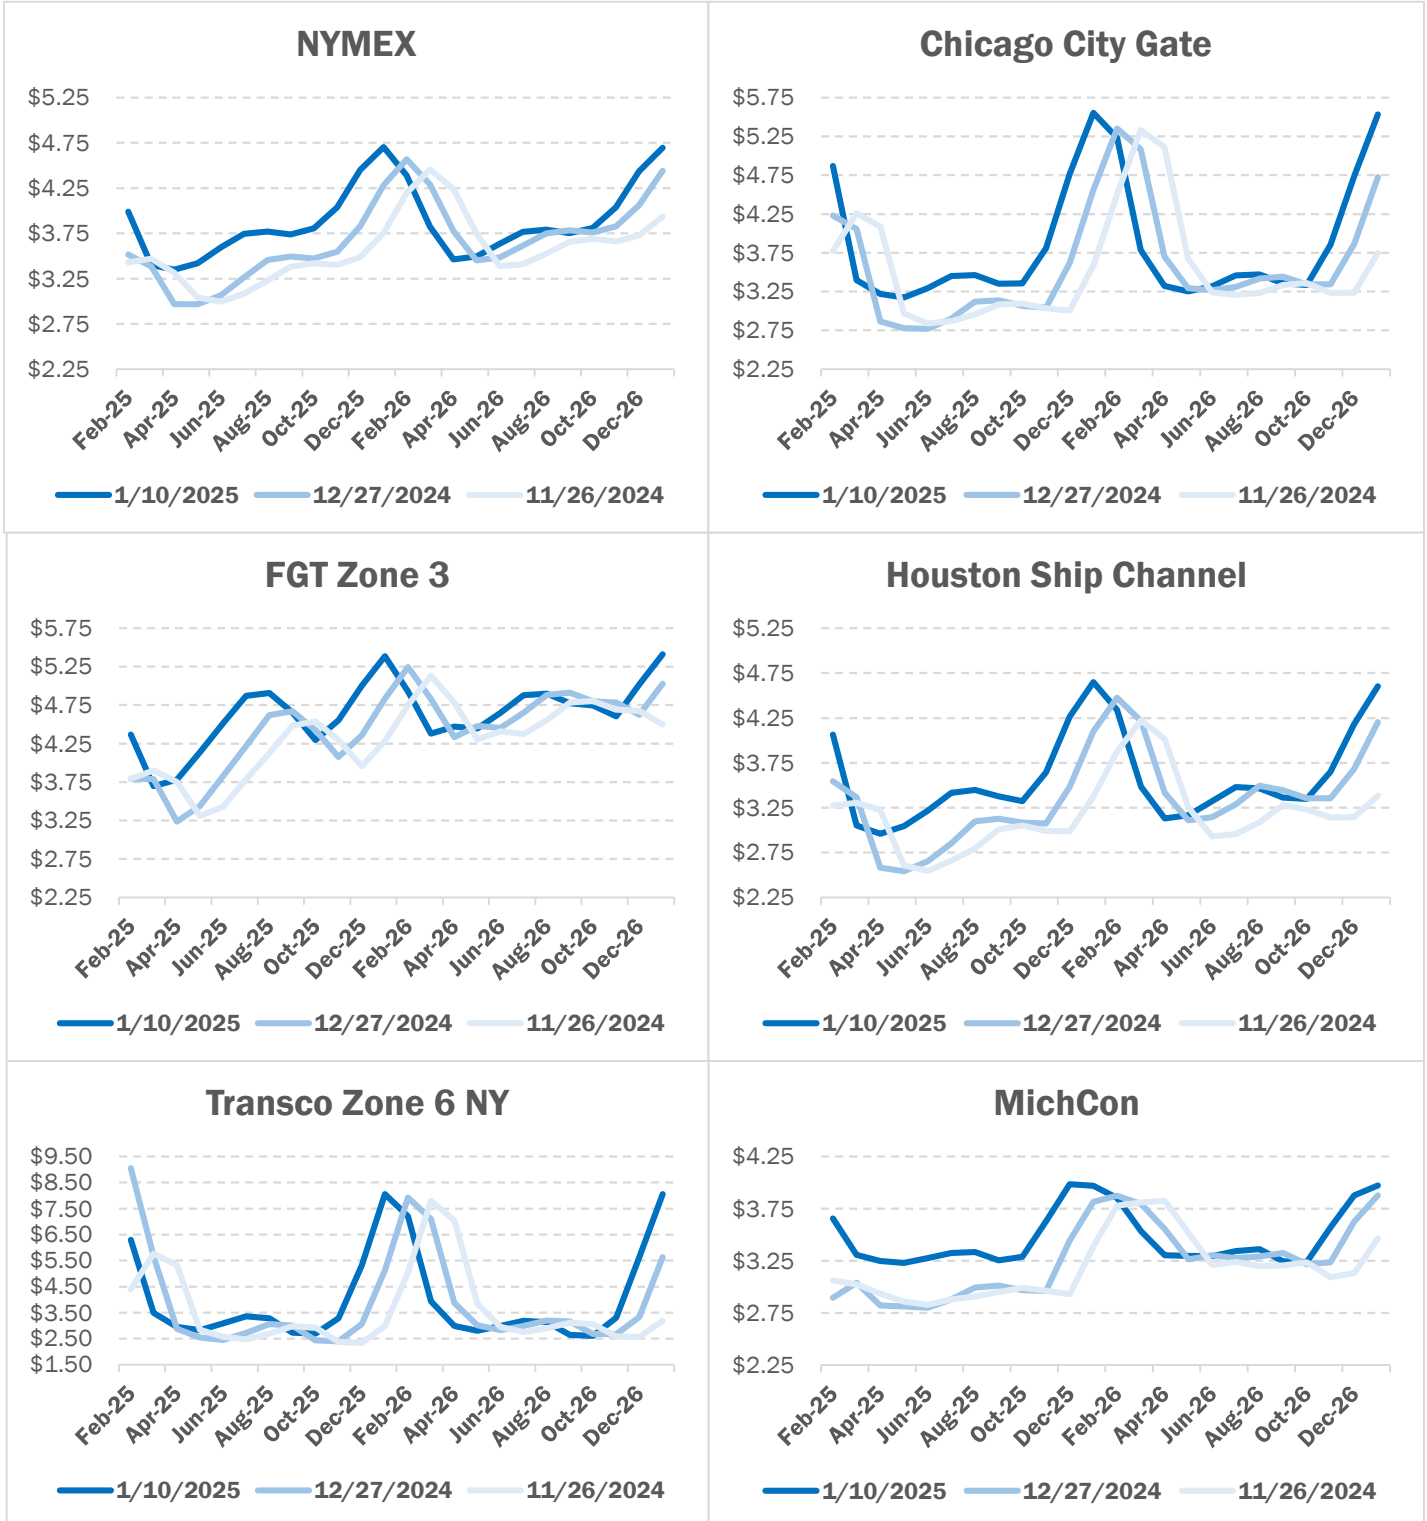 NYMEX
$5.25
$4.75
$4.25
$3.75
$3.25
$2.75
$2.25
Feb-25 Apr-25 Jun-25 Aug-25 Oct-25 Dec-25 Feb-26 Apr-26 Jun-26 Aug-26 Oct-26 Dec-26
1/10/2025 12/27/2024 11/26/2024
Chicago City Gate
$5.75
$5.25
$4.75
$4.25
$3.75
$3.25
$2.75
$2.25
Feb-25 Apr-25 Jun-25 Aug-25 Oct-25 Dec-25 Feb-26 Apr-26 Jun-26 Aug-26 Oct-26 Dec-26
1/10/2025 12/27/2024 11/26/2024
FGT Zone 3
$5.75
$5.25
$4.75
$4.25
$3.75
$3.25
$2.75
$2.25
Feb-25 Apr-25 Jun-25 Aug-25 Oct-25 Dec-25 Feb-26 Apr-26 Jun-26 Aug-26 Oct-26 Dec-26
1/10/2025 12/27/2024 11/26/2024
Houston Ship Channel
$5.25
$4.75
$4.25
$3.75
$3.25
$2.75
$2.25
Feb-25 Apr-25 Jun-25 Aug-25 Oct-25 Dec-25 Feb-26 Apr-26 Jun-26 Aug-26 Oct-26 Dec-26
1/10/2025 12/27/2024 11/26/2024
Transco Zone 6 NY
$9.50
$8.50
$7.50
$6.50
$5.50
$4.50
$3.50
$2.50
$1.50
Feb-25 Apr-25 Jun-25 Aug-25 Oct-25 Dec-25 Feb-26 Apr-26 Jun-26 Aug-26 Oct-26 Dec-26
1/10/2025 12/27/2024 11/26/2024
MichCon
$4.25
$3.75
$3.25
$2.75
$2.25
Feb-25 Apr-25 Jun-25 Aug-25 Oct-25 Dec-25 Feb-26 Apr-26 Jun-26 Aug-26 Oct-26 Dec-26
1/10/2025 12/27/2024 11/26/2024